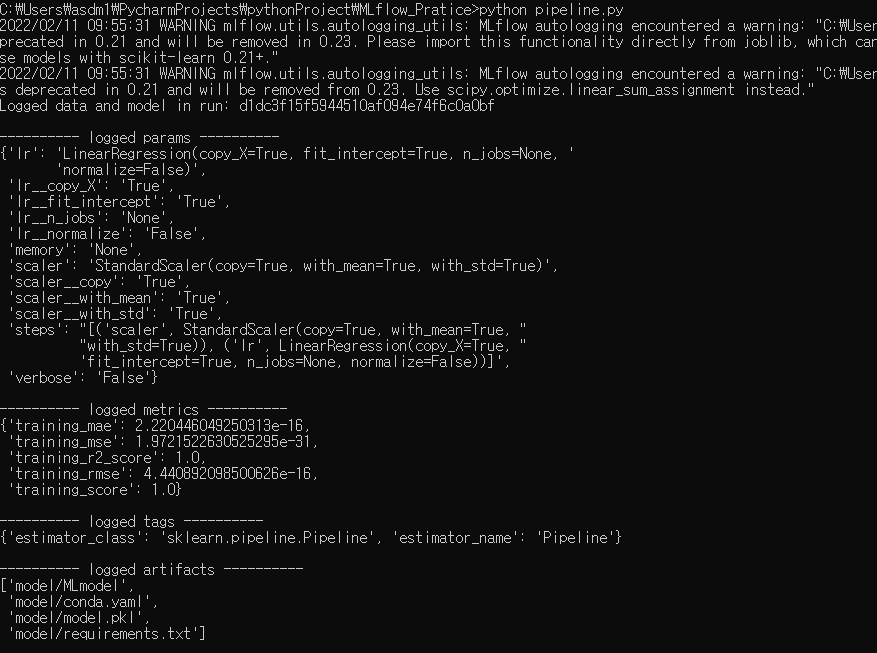 C:₩Users₩asdm1₩PycharmProjects₩pythonProject₩MLflow_Pratice>python pipeline.py
2022/02/11 09:55:31 WARNING mlflow.utils.autologging_utils: MLflow autologging encountered a warning: "C:₩User
precated in 0.21 and will be removed in 0.23. Please import this functionality directly from joblib, which can
se models with scikit-learn 0.21+."
2022/02/11 09:55:31 WARNING mlflow.utils.autologging_utils: MLflow autologging encountered a warning: "C:₩User
s deprecated in 0.21 and will be removed from 0.23. Use scipy.optimize.linear_sum_assignment instead."
Logged data and model in run: d1dc3f15f5944510af094e74f6c0a0bf

---------- logged params ----------
{'lr': 'LinearRegression(copy_X=True, fit_intercept=True, n_jobs=None, '
       'normalize=False)',
 'lr__copy_X': 'True',
 'lr__fit_intercept': 'True',
 'lr__n_jobs': 'None',
 'lr__normalize': 'False',
 'memory': 'None',
 'scaler': 'StandardScaler(copy=True, with_mean=True, with_std=True)',
 'scaler__copy': 'True',
 'scaler__with_mean': 'True',
 'scaler__with_std': 'True',
 'steps': "[('scaler', StandardScaler(copy=True, with_mean=True, "
          "with_std=True)), ('lr', LinearRegression(copy_X=True, "
          'fit_intercept=True, n_jobs=None, normalize=False))]',
 'verbose': 'False'}

---------- logged metrics ----------
{'training_mae': 2.220446049250313e-16,
 'training_mse': 1.9721522630525295e-31,
 'training_r2_score': 1.0,
 'training_rmse': 4.440892098500626e-16,
 'training_score': 1.0}

---------- logged tags ----------
{'estimator_class': 'sklearn.pipeline.Pipeline', 'estimator_name': 'Pipeline'}

---------- logged artifacts ----------
['model/MLmodel',
 'model/conda.yaml',
 'model/model.pkl',
 'model/requirements.txt']